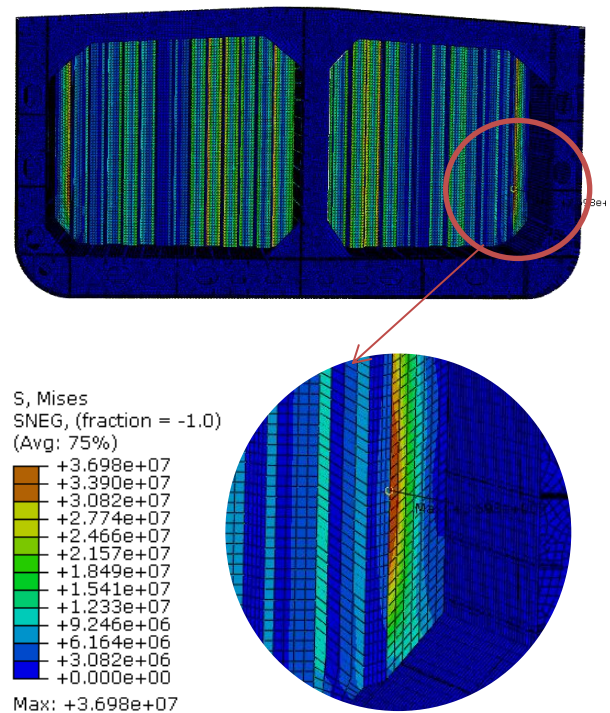 S, Mises
SNEG, (fraction = -1.0)
(Avg: 75%)
+3.698e+07
+3.390e+07
+3.082e+07
+2.774e+07
+2.466e+07
+2.157e+07
+1.849e+07
+1.541e+07
+1.233e+07
+9.246e+06
+6.164e+06
+3.082e+06
+0.000e+00
Max: +3.698e+07